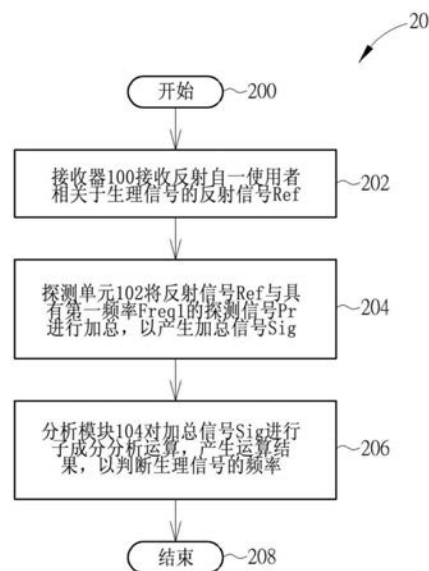 20
开始
200
接收器100接收反射自一使用者
相关于生理信号的反射信号Ref
202
探测单元102将反射信号Ref与具
有第一频率Freg1的探测信号Pr
进行加总，以产生加总信号Sig
204
分析模块104对加总信号Sig进行
子成分分析运算，产生运算结
果，以判断生理信号的频率
206
结束
208